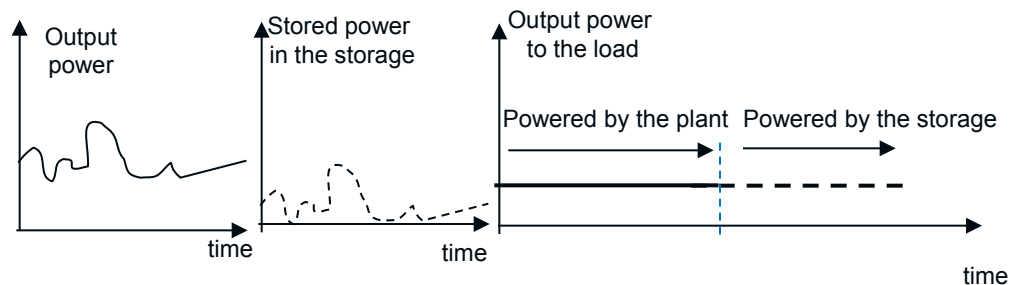 Output
power
time
Stored power
in the storage
time
Output power
to the load
Powered by the plant
Powered by the storage
time